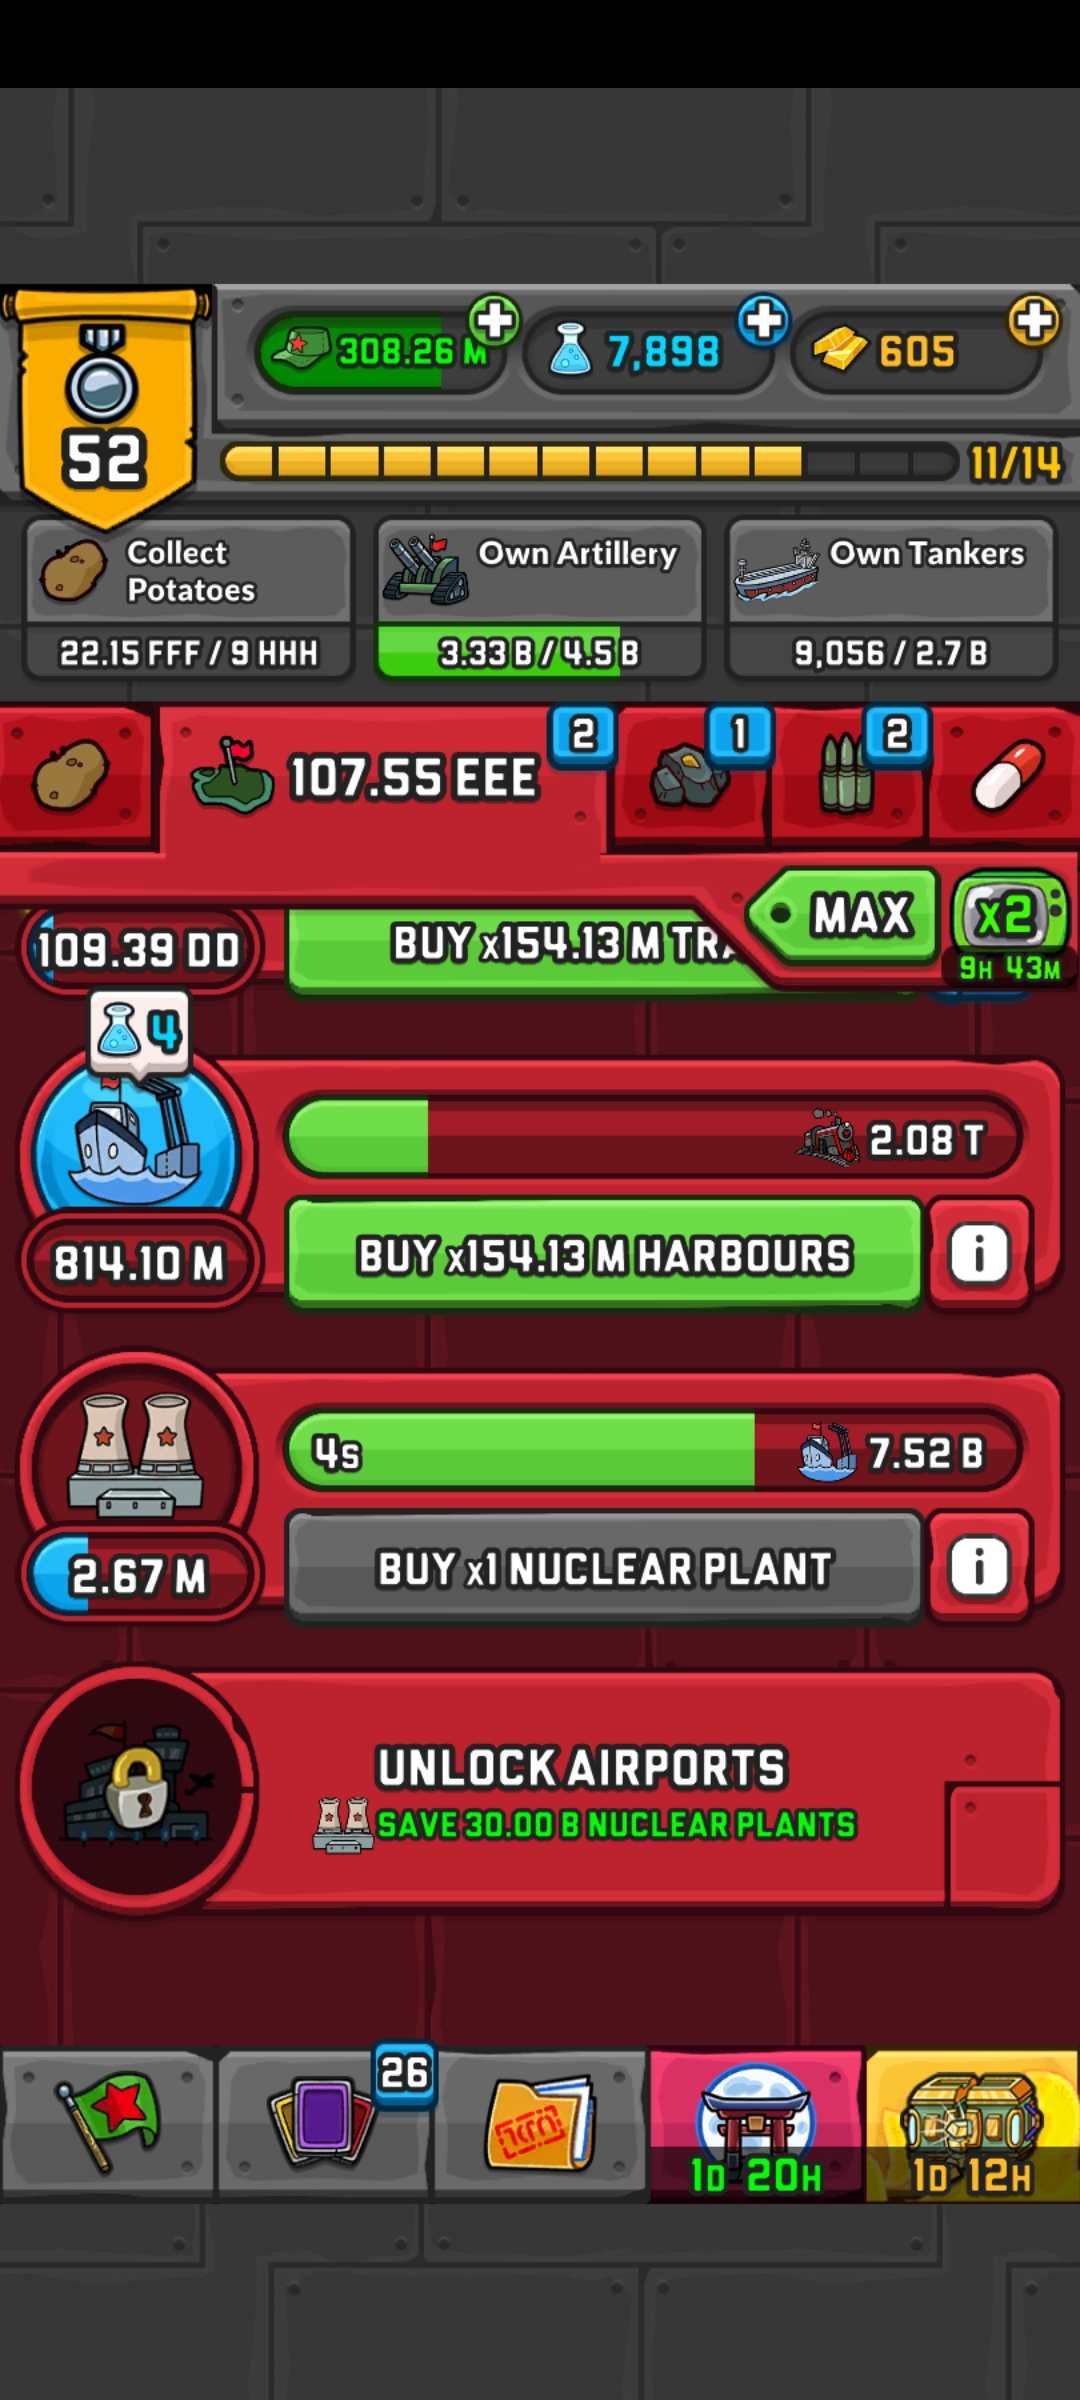 308.26 M
7,898
605
52
11/14
Collect
Potatoes
22.15 FFF / 9 HHH
Own Artillery
3.33 B / 4.5 B
Own Tankers
9,056 / 2.7 B
107.55 EEE
2
1
2
MAX
x2
9H 43M
109.39 DD
BUY x154.13 M TRA
4
2.08 T
814.10 M
BUY x154.13 M HARBOURS
i
4s
7.52 B
2.67 M
BUY x1 NUCLEAR PLANT
i
UNLOCK AIRPORTS
SAVE 30.00 B NUCLEAR PLANTS
26
1D 20H
1D 12H